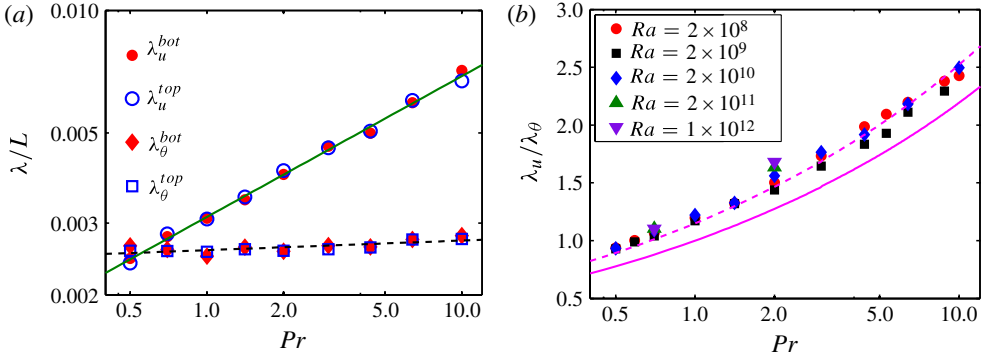 (a)
0.010
0.005
0.003
0.002
λ/L
λ_u^{bot}
λ_u^{top}
λ_θ^{bot}
λ_θ^{top}
0.5 1.0 2.0 5.0 10.0
Pr
(b)
3.0
2.5
2.0
1.5
1.0
0.5
λ_u/λ_θ
Ra = 2 × 10^8
Ra = 2 × 10^9
Ra = 2 × 10^{10}
Ra = 2 × 10^{11}
Ra = 1 × 10^{12}
0.5 1.0 2.0 5.0 10.0
Pr